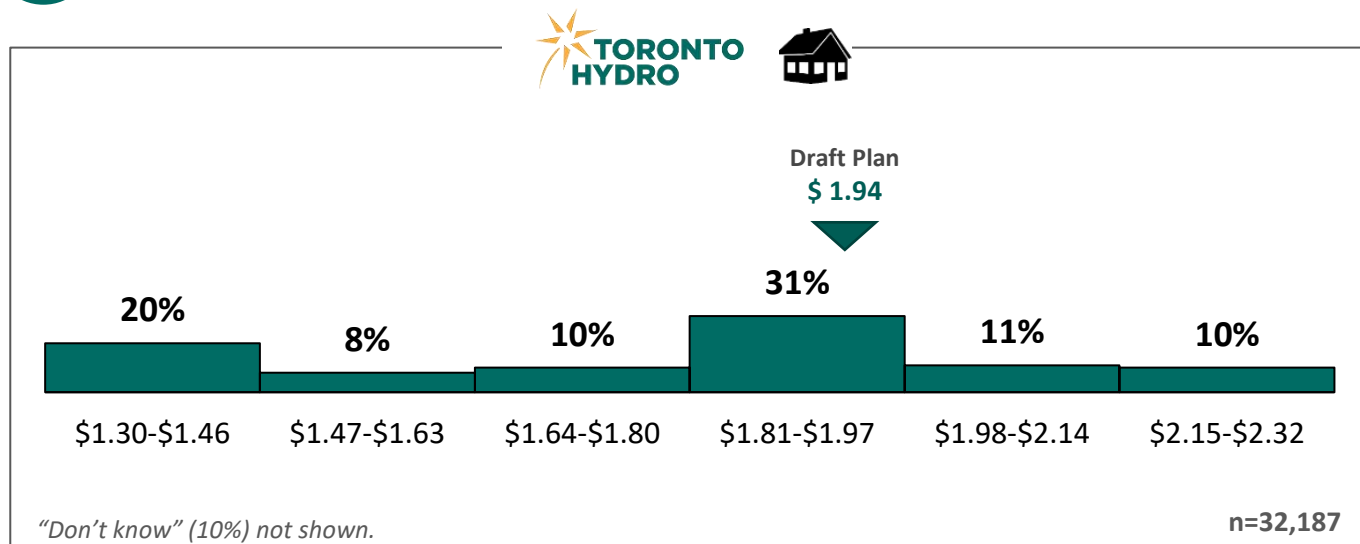 TORONTO
HYDRO
Draft Plan
$ 1.94
20%
8%
10%
31%
11%
10%
$1.30-$1.46
$1.47-$1.63
$1.64-$1.80
$1.81-$1.97
$1.98-$2.14
$2.15-$2.32
“Don’t know” (10%) not shown.
n=32,187